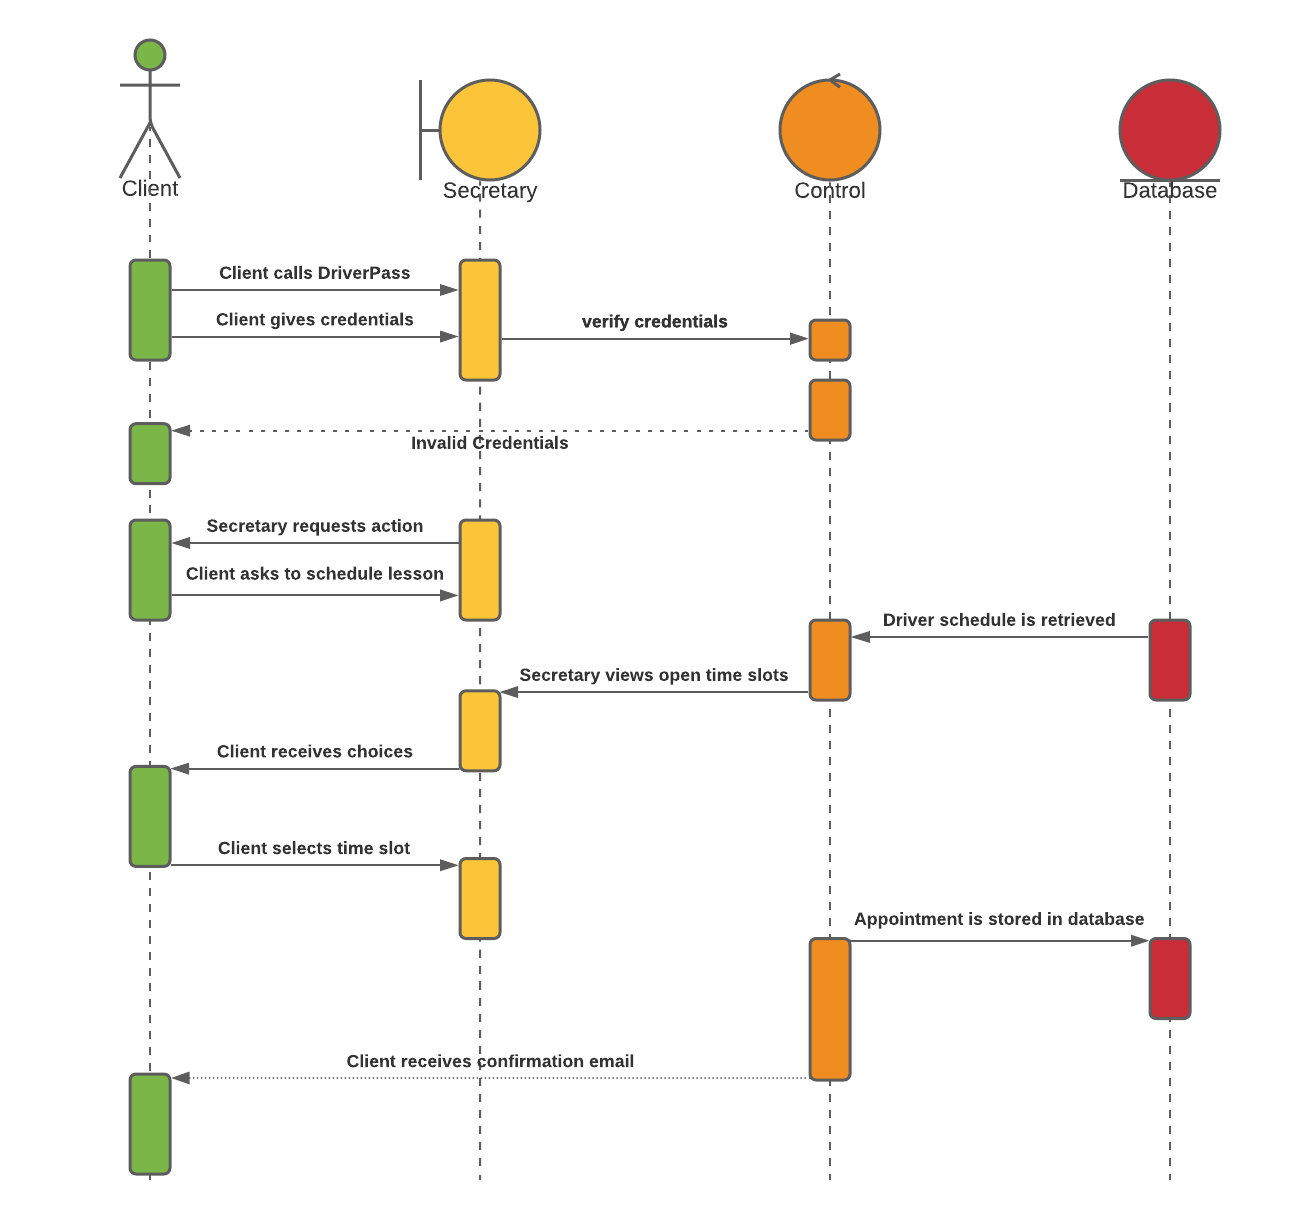 Client
Secretary
Control
Database
Client calls DriverPass
Client gives credentials
verify credentials
Invalid Credentials
Secretary requests action
Client asks to schedule lesson
Driver schedule is retrieved
Secretary views open time slots
Client receives choices
Client selects time slot
Appointment is stored in database
Client receives confirmation email